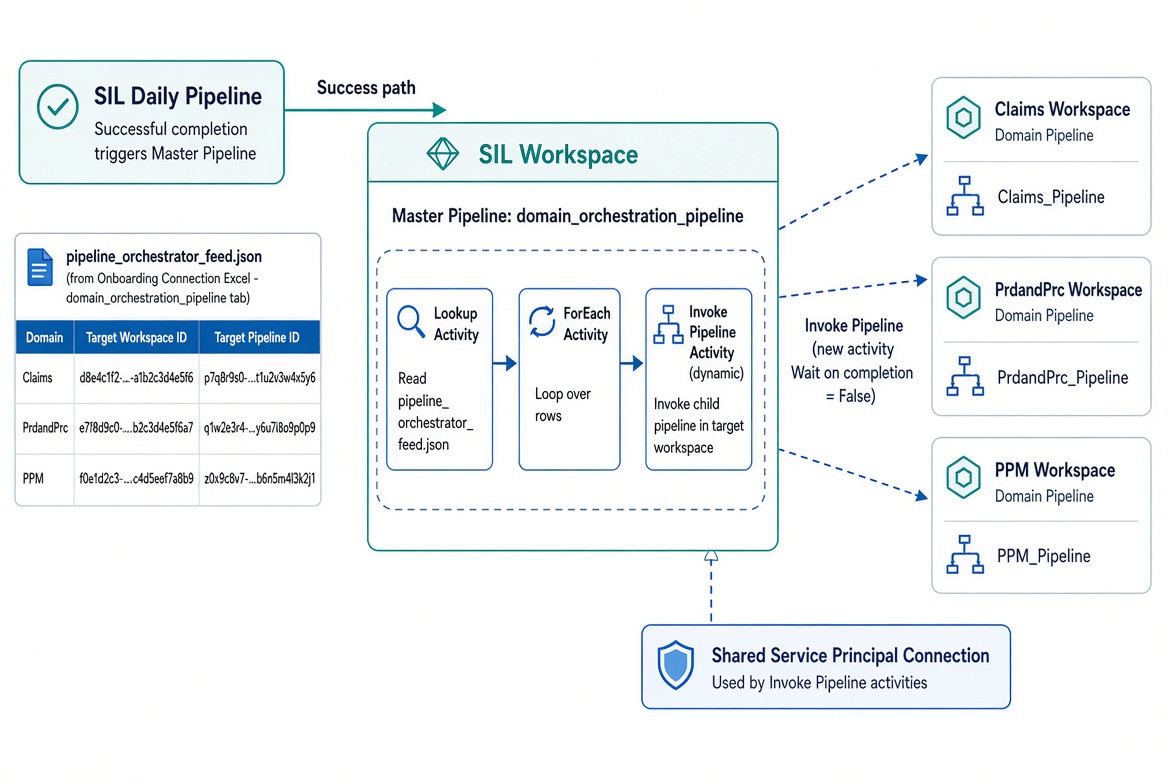 SIL Daily Pipeline
Successful completion
triggers Master Pipeline
Success path
pipeline_orchestrator_feed.json
(from Onboarding Connection Excel -
domain_orchestration_pipeline tab)
Domain Target Workspace ID Target Pipeline ID
Claims d8e4c1f2-...-a1b2c3d4e5f6 p7q8r9s0-...t1u2v3w4x5y6
PrdandPrc e7f8d9c0-...b2c3d4e5f6a7 q1w2e3r4-...y6u7i8o9p0p9
PPM f0e1d2c3-...c4d5eef7a8b9 z0x9c8v7-...b6n5m4l3k2j1
SIL Workspace
Master Pipeline: domain_orchestration_pipeline
Lookup
Activity
Read
pipeline_
orchestrator_
feed.json
ForEach
Activity
Loop over
rows
Invoke
Pipeline
Activity
(dynamic)
Invoke child
pipeline in target
workspace
Invoke Pipeline
(new activity
Wait on completion
= False)
Claims Workspace
Domain Pipeline
Claims_Pipeline
PrdandPrc Workspace
Domain Pipeline
PrdandPrc_Pipeline
PPM Workspace
Domain Pipeline
PPM_Pipeline
Shared Service Principal Connection
Used by Invoke Pipeline activities